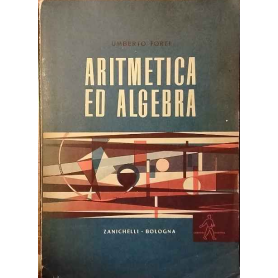 UMBERTO FORTI
ARITMETICA
ED ALGEBRA
ZANICHELLI - BOLOGNA